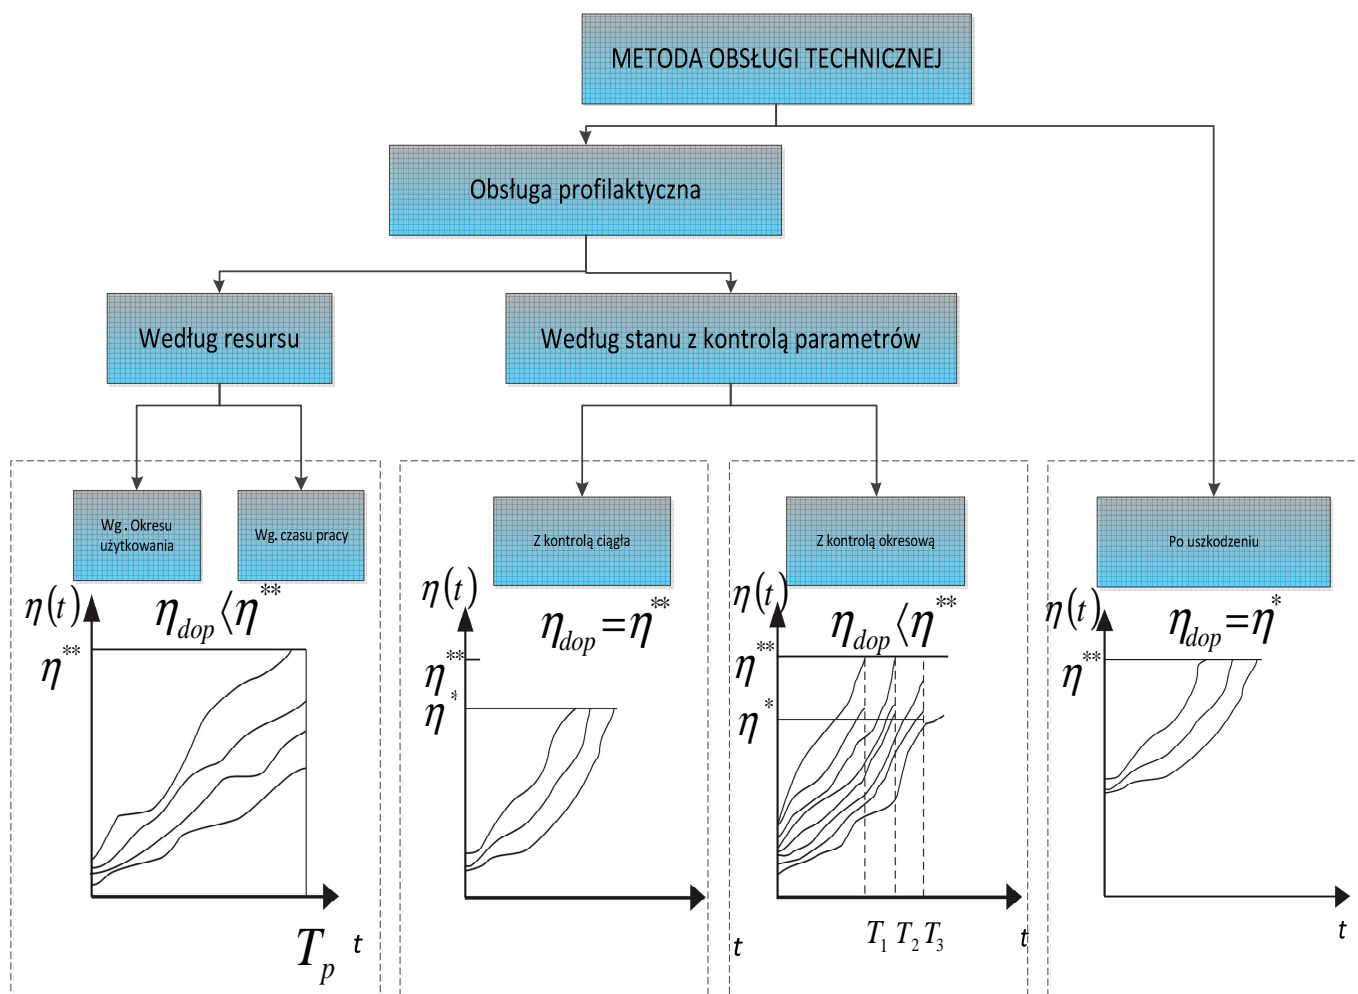 METODA OBSŁUGI TECHNICZNEJ
Obsługa profilaktyczna
Według resursu
Według stanu z kontrolą parametrów
Wg . Okresu
użytkowania
Wg. czasu pracy
Z kontrolą ciągła
Z kontrolą okresową
Po uszkodzeniu
η(t)
η_dop ⟨ η**
η**
T_p
t
η(t)
η_dop = η**
η**
η*
t
η(t)
η_dop ⟨ η**
η**
η*
T₁ T₂ T₃
t
η(t)
η_dop = η*
η**
t